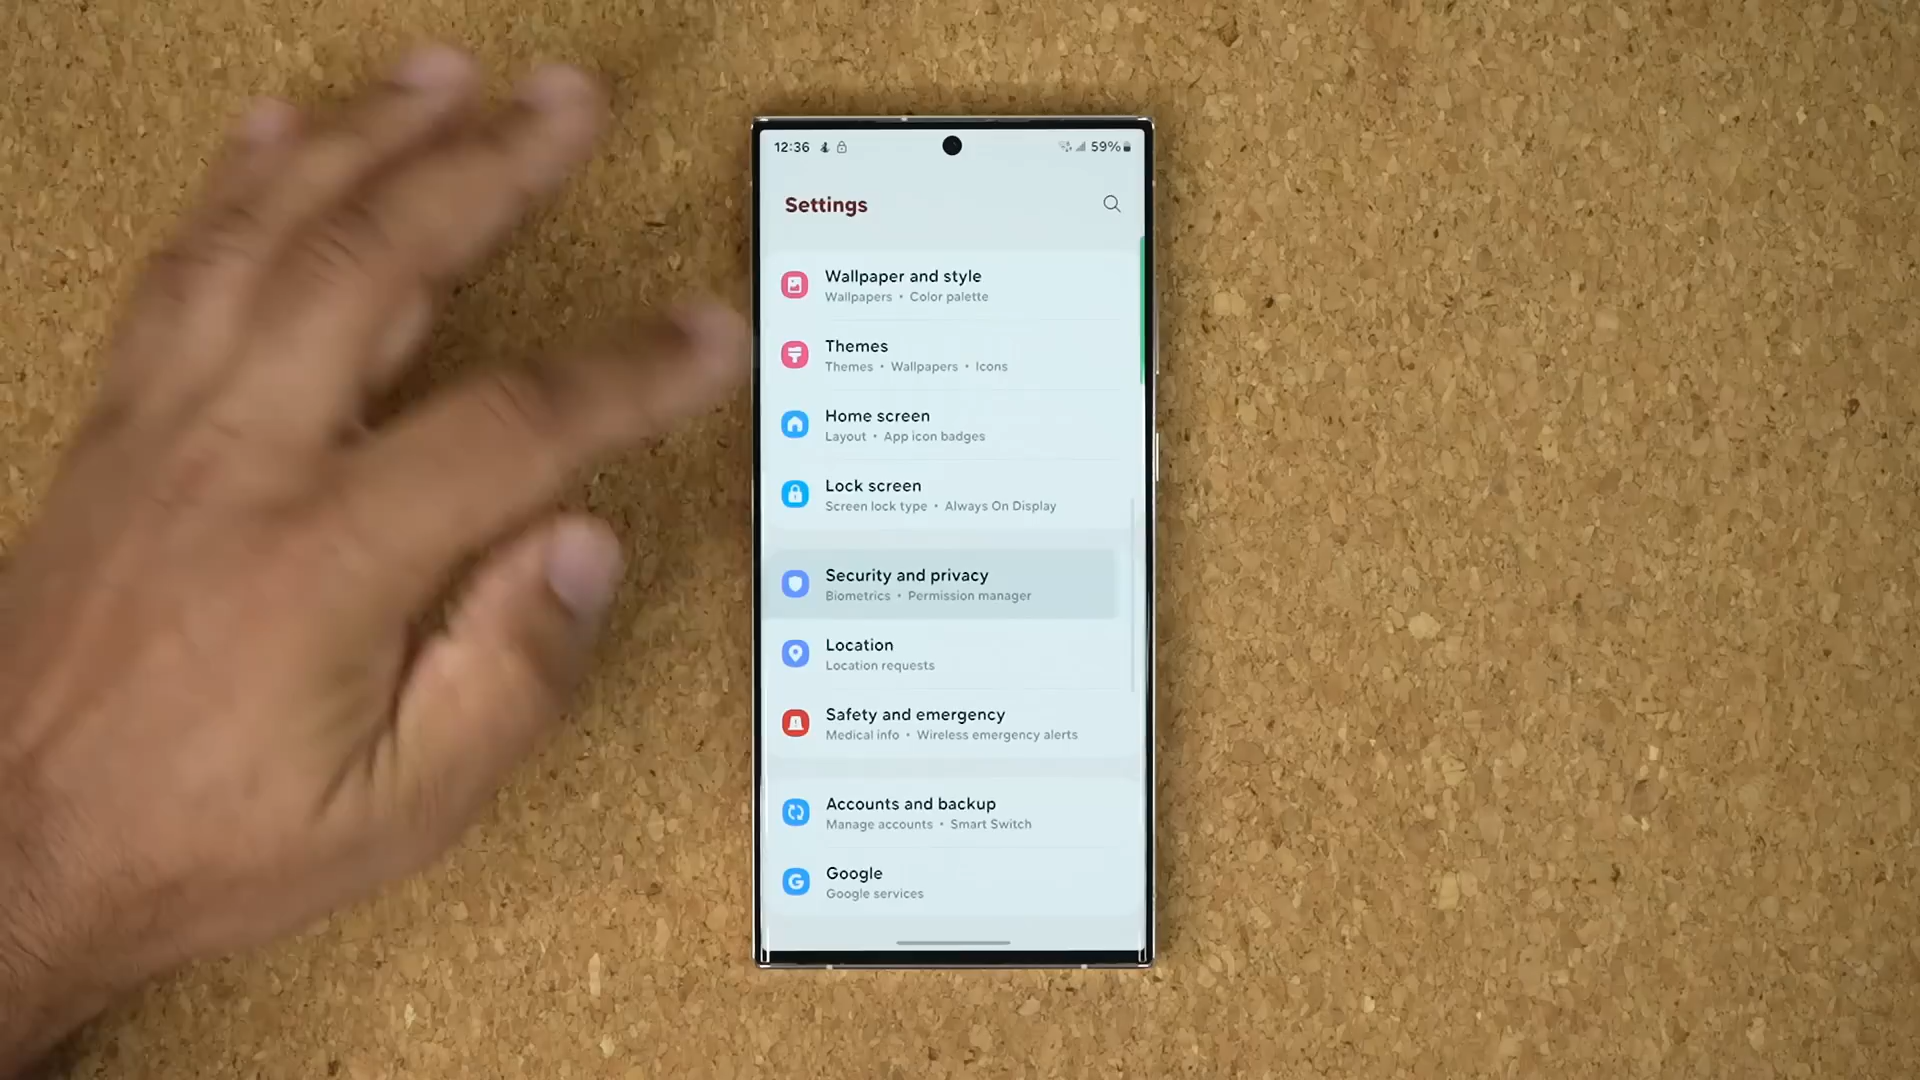 12:36 59%
Settings
Wallpaper and style
Wallpapers • Color palette
Themes
Themes • Wallpapers • Icons
Home screen
Layout • App icon badges
Lock screen
Screen lock type • Always On Display
Security and privacy
Biometrics • Permission manager
Location
Location requests
Safety and emergency
Medical info • Wireless emergency alerts
Accounts and backup
Manage accounts • Smart Switch
Google
Google services